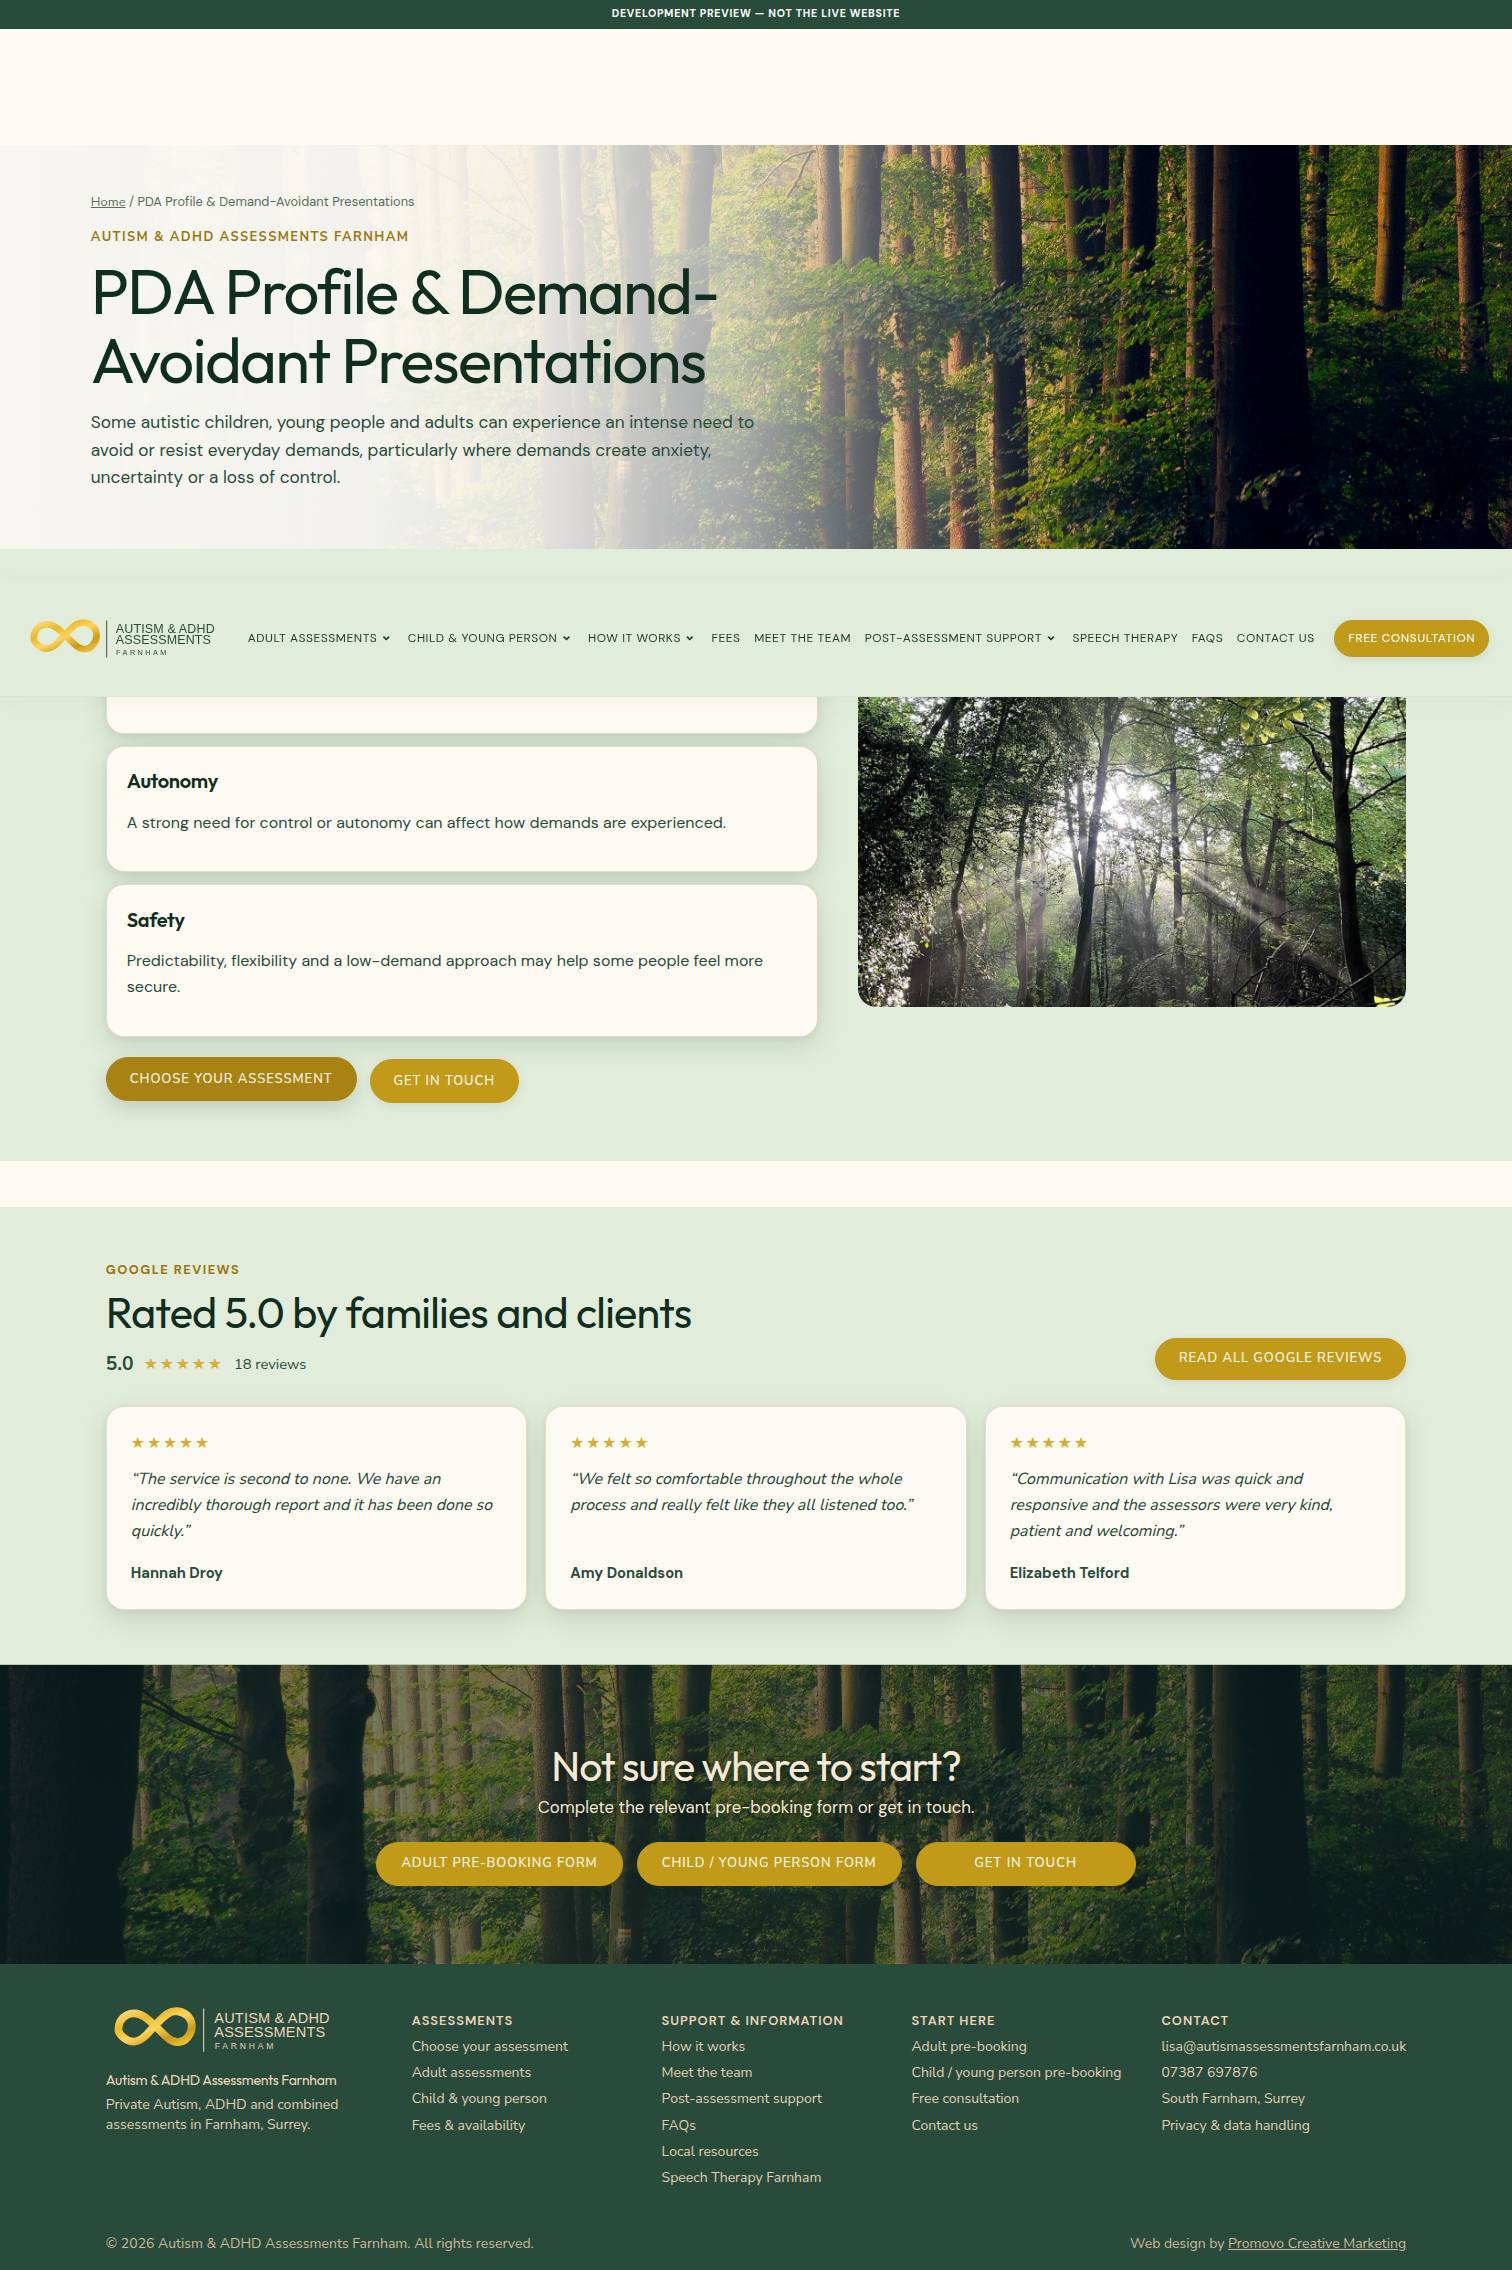 DEVELOPMENT PREVIEW — NOT THE LIVE WEBSITE
Home / PDA Profile & Demand-Avoidant Presentations
AUTISM & ADHD ASSESSMENTS FARNHAM
PDA Profile & Demand-
Avoidant Presentations
Some autistic children, young people and adults can experience an intense need to
avoid or resist everyday demands, particularly where demands create anxiety,
uncertainty or a loss of control.
AUTISM & ADHD
ASSESSMENTS
FARNHAM
ADULT ASSESSMENTS CHILD & YOUNG PERSON HOW IT WORKS FEES MEET THE TEAM POST-ASSESSMENT SUPPORT SPEECH THERAPY FAQS CONTACT US FREE CONSULTATION
Autonomy
A strong need for control or autonomy can affect how demands are experienced.
Safety
Predictability, flexibility and a low-demand approach may help some people feel more
secure.
CHOOSE YOUR ASSESSMENT GET IN TOUCH
GOOGLE REVIEWS
Rated 5.0 by families and clients
5.0 ★★★★★ 18 reviews
READ ALL GOOGLE REVIEWS
★★★★★
“The service is second to none. We have an
incredibly thorough report and it has been done so
quickly.”
Hannah Droy
★★★★★
“We felt so comfortable throughout the whole
process and really felt like they all listened too.”
Amy Donaldson
★★★★★
“Communication with Lisa was quick and
responsive and the assessors were very kind,
patient and welcoming.”
Elizabeth Telford
Not sure where to start?
Complete the relevant pre-booking form or get in touch.
ADULT PRE-BOOKING FORM CHILD / YOUNG PERSON FORM GET IN TOUCH
AUTISM & ADHD
ASSESSMENTS
FARNHAM
Autism & ADHD Assessments Farnham
Private Autism, ADHD and combined
assessments in Farnham, Surrey.
ASSESSMENTS
Choose your assessment
Adult assessments
Child & young person
Fees & availability
SUPPORT & INFORMATION
How it works
Meet the team
Post-assessment support
FAQs
Local resources
Speech Therapy Farnham
START HERE
Adult pre-booking
Child / young person pre-booking
Free consultation
Contact us
CONTACT
lisa@autismassessmentsfarnham.co.uk
07387 697876
South Farnham, Surrey
Privacy & data handling
© 2026 Autism & ADHD Assessments Farnham. All rights reserved.
Web design by Promovo Creative Marketing